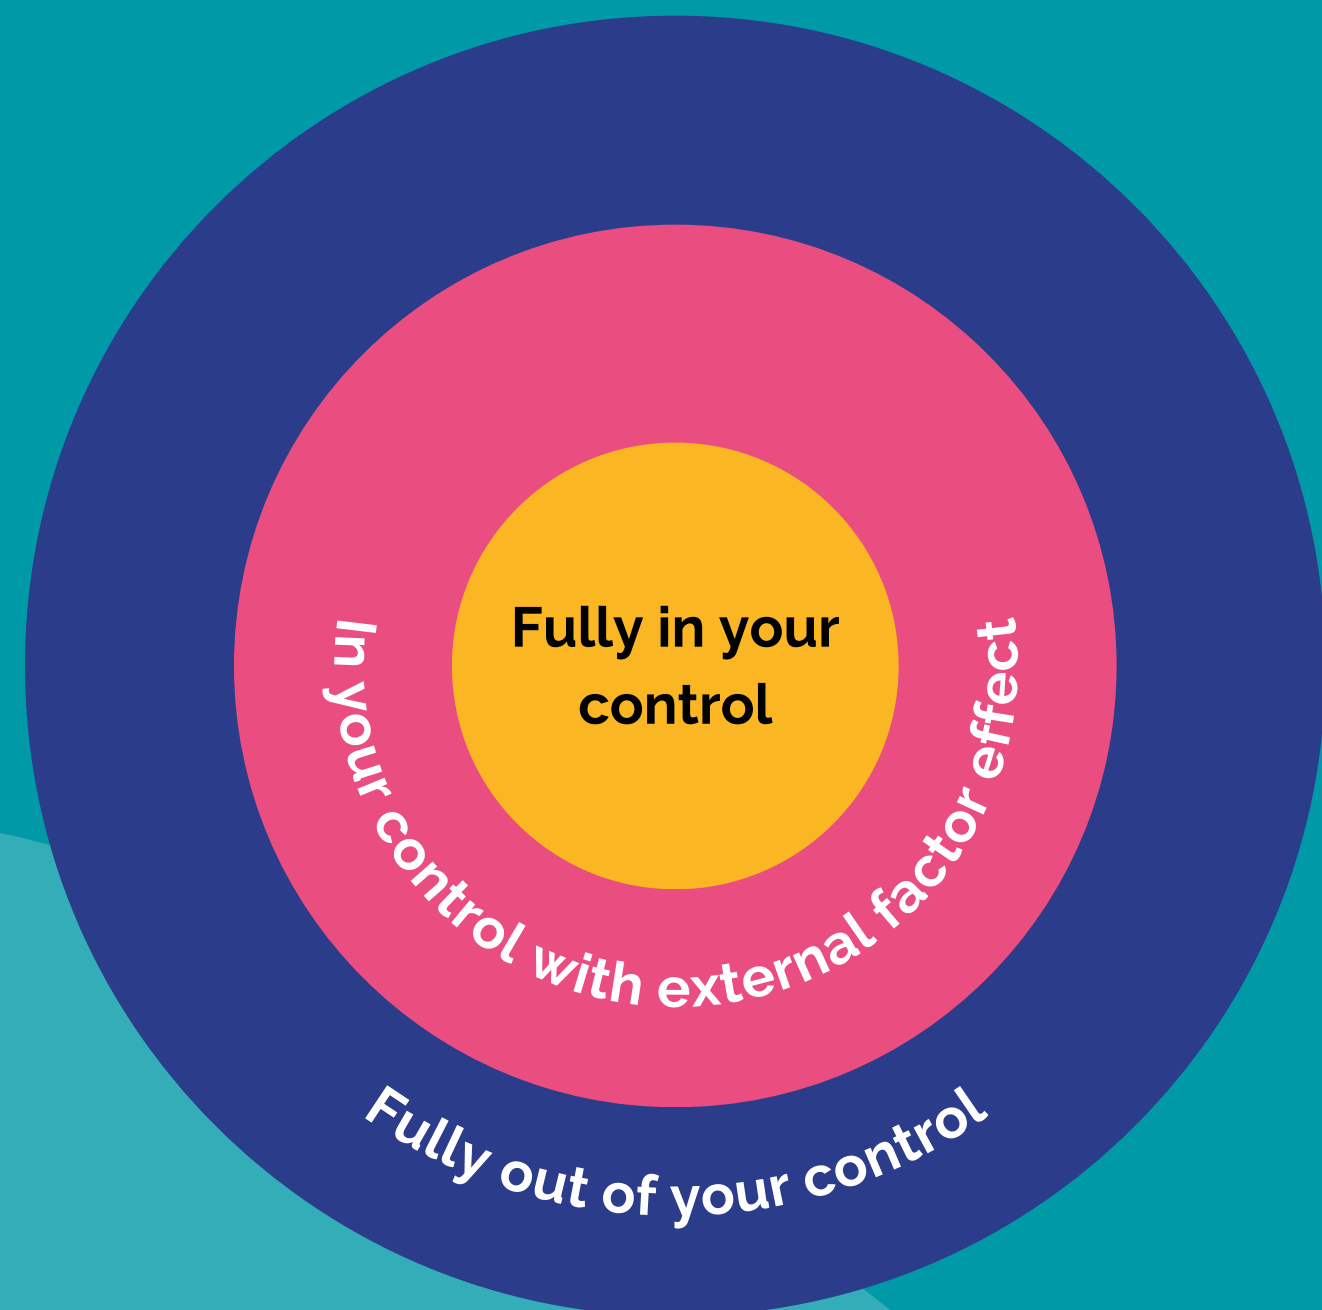 Fully in your
control
In your control with external factor effect
Fully out of your control